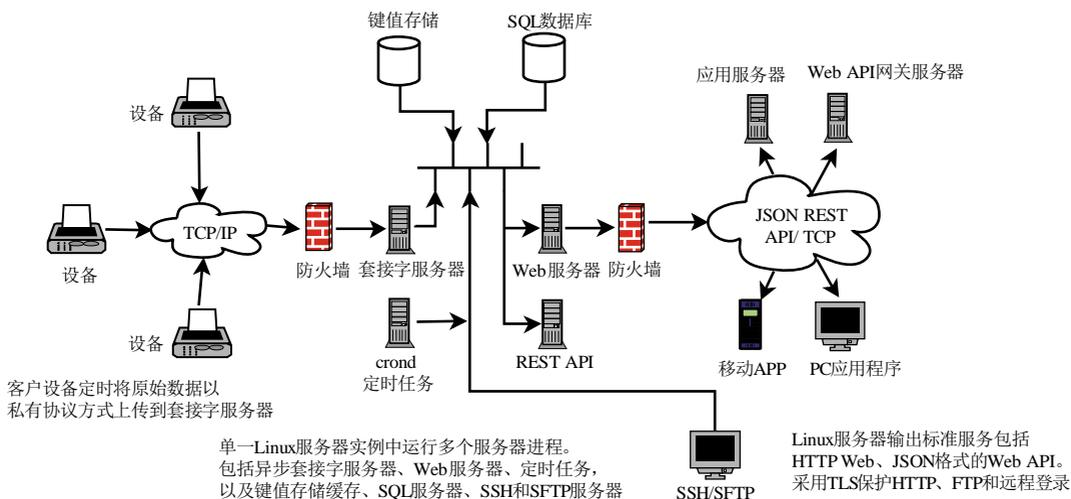 键值存储
SQL数据库
应用服务器
Web API网关服务器
设备
设备
TCP/IP
防火墙
套接字服务器
Web服务器
防火墙
JSON REST
API/ TCP
设备
crond
定时任务
REST API
移动APP
PC应用程序
客户设备定时将原始数据以
私有协议方式上传到套接字服务器
单一Linux服务器实例中运行多个服务器进程。
包括异步套接字服务器、Web服务器、定时任务，
以及键值存储缓存、SQL服务器、SSH和SFTP服务器
SSH/SFTP
Linux服务器输出标准服务包括
HTTP Web、JSON格式的Web API。
采用TLS保护HTTP、FTP和远程登录